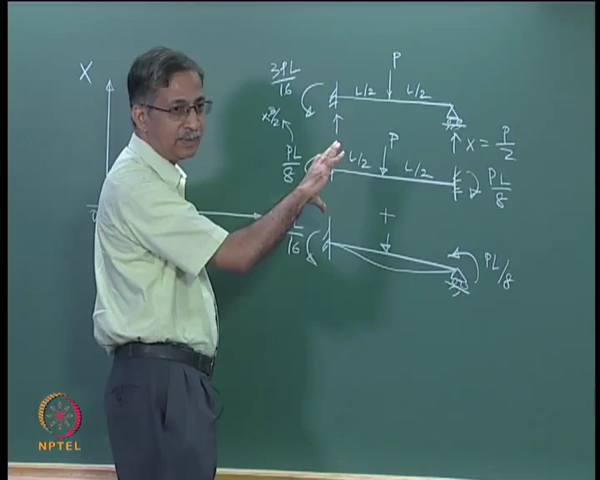 X
3PL/16
P
L/2 L/2
X = P/2
P
PL/8
L/2 L/2
PL/8
+
L/16
PL/8
NPTEL